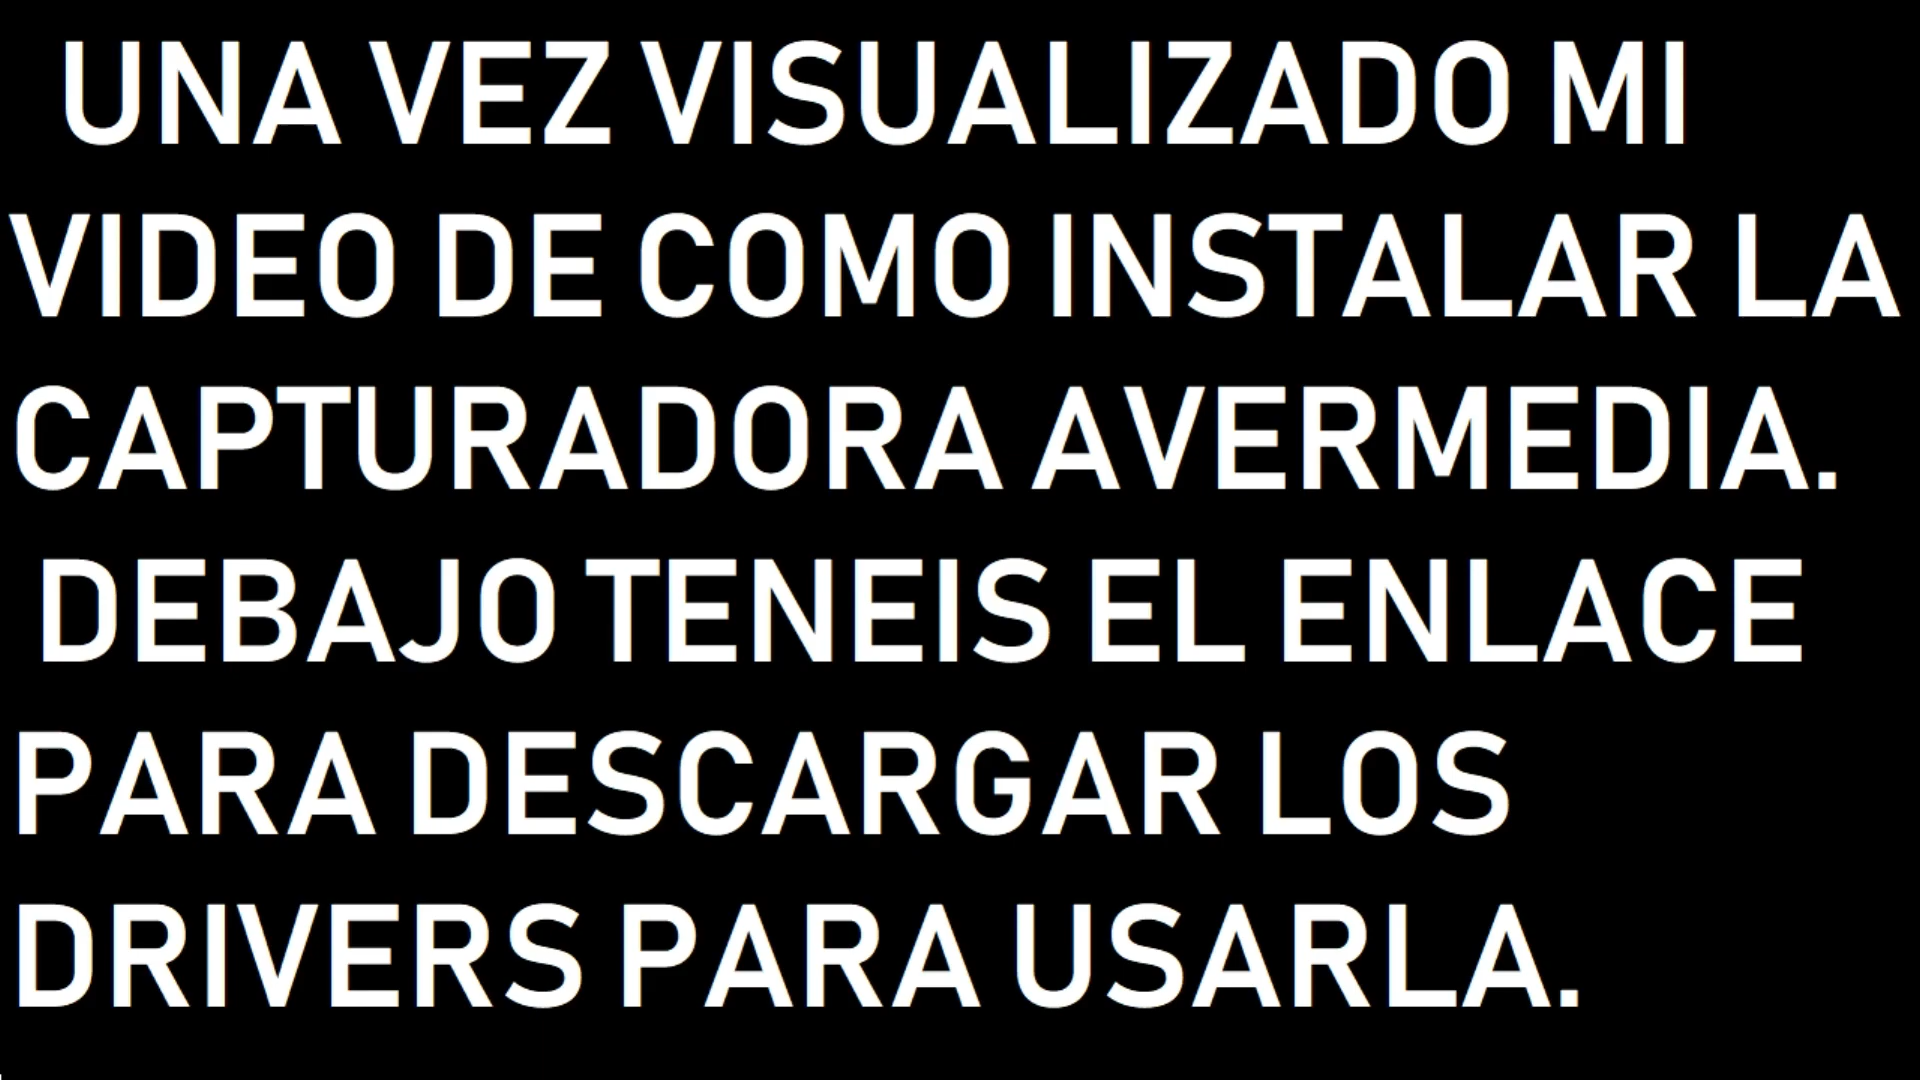 UNA VEZ VISUALIZADO MI
VIDEO DE COMO INSTALAR LA
CAPTURADORA AVERMEDIA.
DEBAJO TENEIS EL ENLACE
PARA DESCARGAR LOS
DRIVERS PARA USARLA.